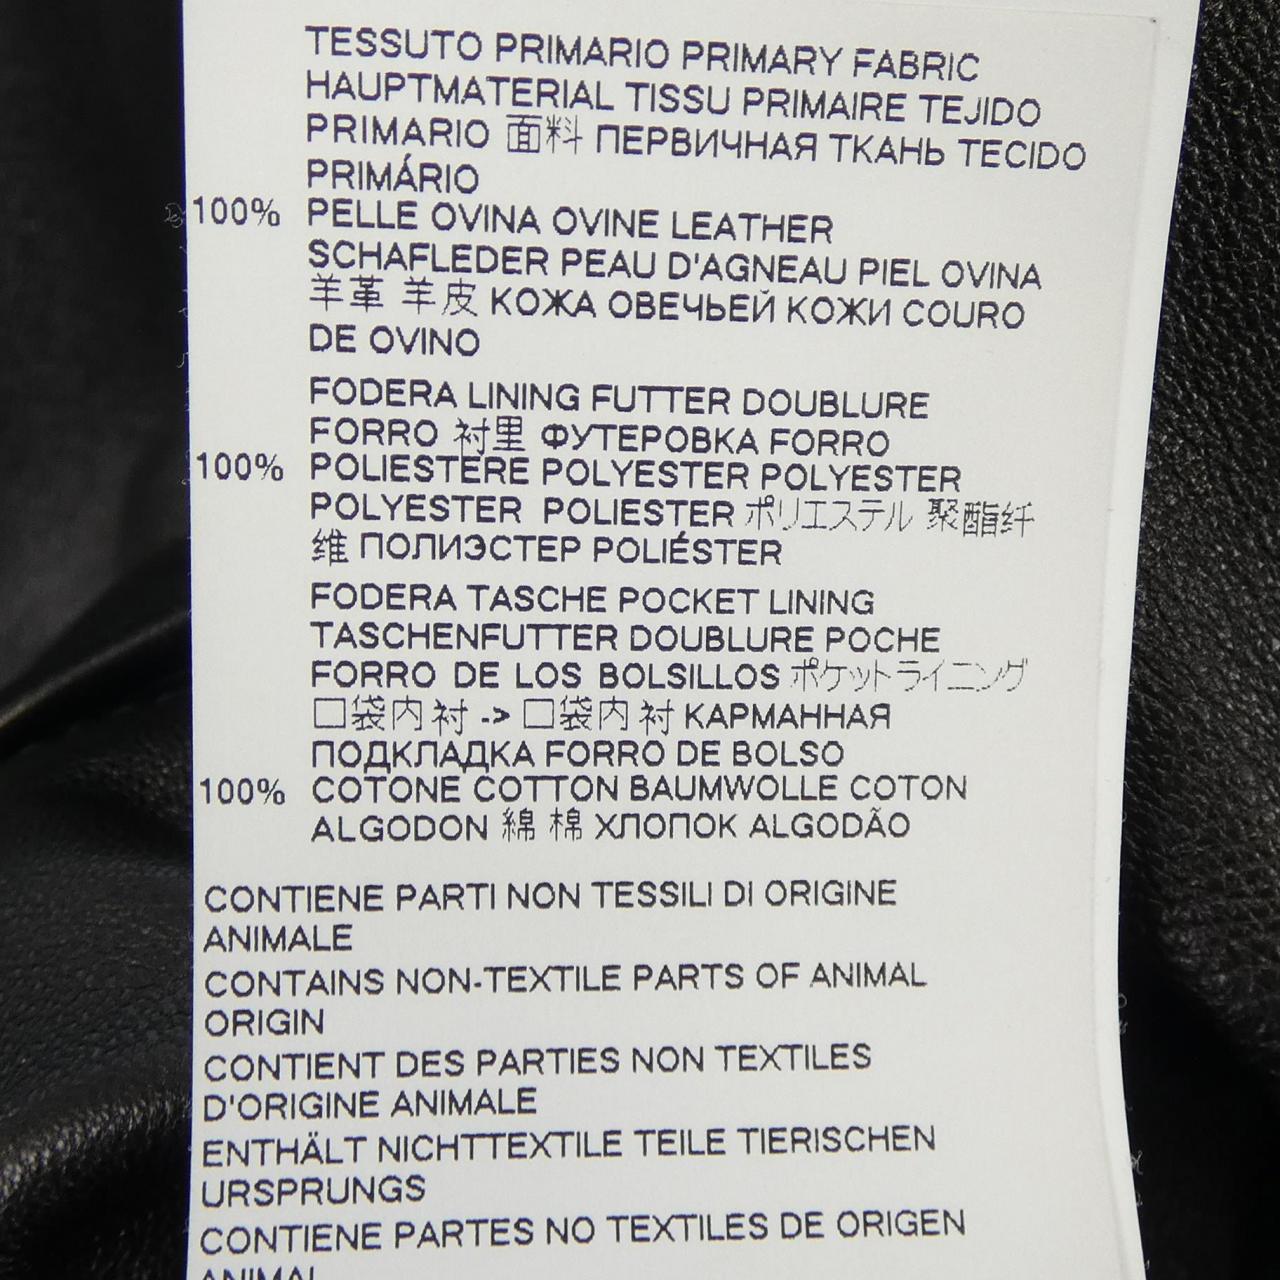 TESSUTO PRIMARIO PRIMARY FABRIC
HAUPTMATERIAL TISSU PRIMAIRE TEJIDO
PRIMARIO 面料 ПЕРВИЧНАЯ ТКАНЬ TECIDO
PRIMÁRIO
100% PELLE OVINA OVINE LEATHER
SCHAFLEDER PEAU D'AGNEAU PIEL OVINA
羊革 羊皮 КОЖА ОВЕЧЬЕЙ КОЖИ COURO
DE OVINO
FODERA LINING FUTTER DOUBLURE
FORRO 衬里 ФУТЕРОВКА FORRO
100% POLIESTERE POLYESTER POLYESTER
POLYESTER POLIESTER ポリエステル 聚酯纤
维 ПОЛИЭСТЕР POLIÉSTER
FODERA TASCHE POCKET LINING
TASCHENFUTTER DOUBLURE POCHE
FORRO DE LOS BOLSILLOS ポケットライニング
口袋内衬 -> 口袋内衬 КАРМАННАЯ
ПОДКЛАДКА FORRO DE BOLSO
100% COTONE COTTON BAUMWOLLE COTON
ALGODON 綿 棉 ХЛОПОК ALGODÃO
CONTIENE PARTI NON TESSILI DI ORIGINE
ANIMALE
CONTAINS NON-TEXTILE PARTS OF ANIMAL
ORIGIN
CONTIENT DES PARTIES NON TEXTILES
D'ORIGINE ANIMALE
ENTHÄLT NICHTTEXTILE TEILE TIERISCHEN
URSPRUNGS
CONTIENE PARTES NO TEXTILES DE ORIGEN
ANIMAL